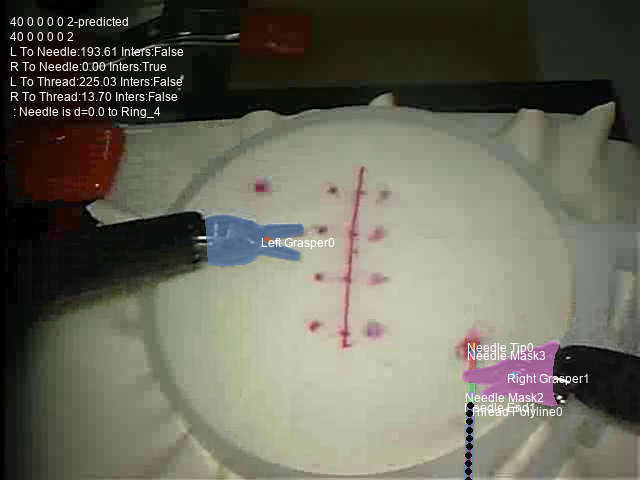 40 0 0 0 0 2-predicted
40 0 0 0 0 2
L To Needle:193.61 Inters:False
R To Needle:0.00 Inters:True
L To Thread:225.03 Inters:False
R To Thread:13.70 Inters:False
: Needle is d=0.0 to Ring_4
Left Grasper0
Needle Tip0
Needle Mask3
Right Grasper1
Needle Mask2
Needle End1
Thread Polyline0